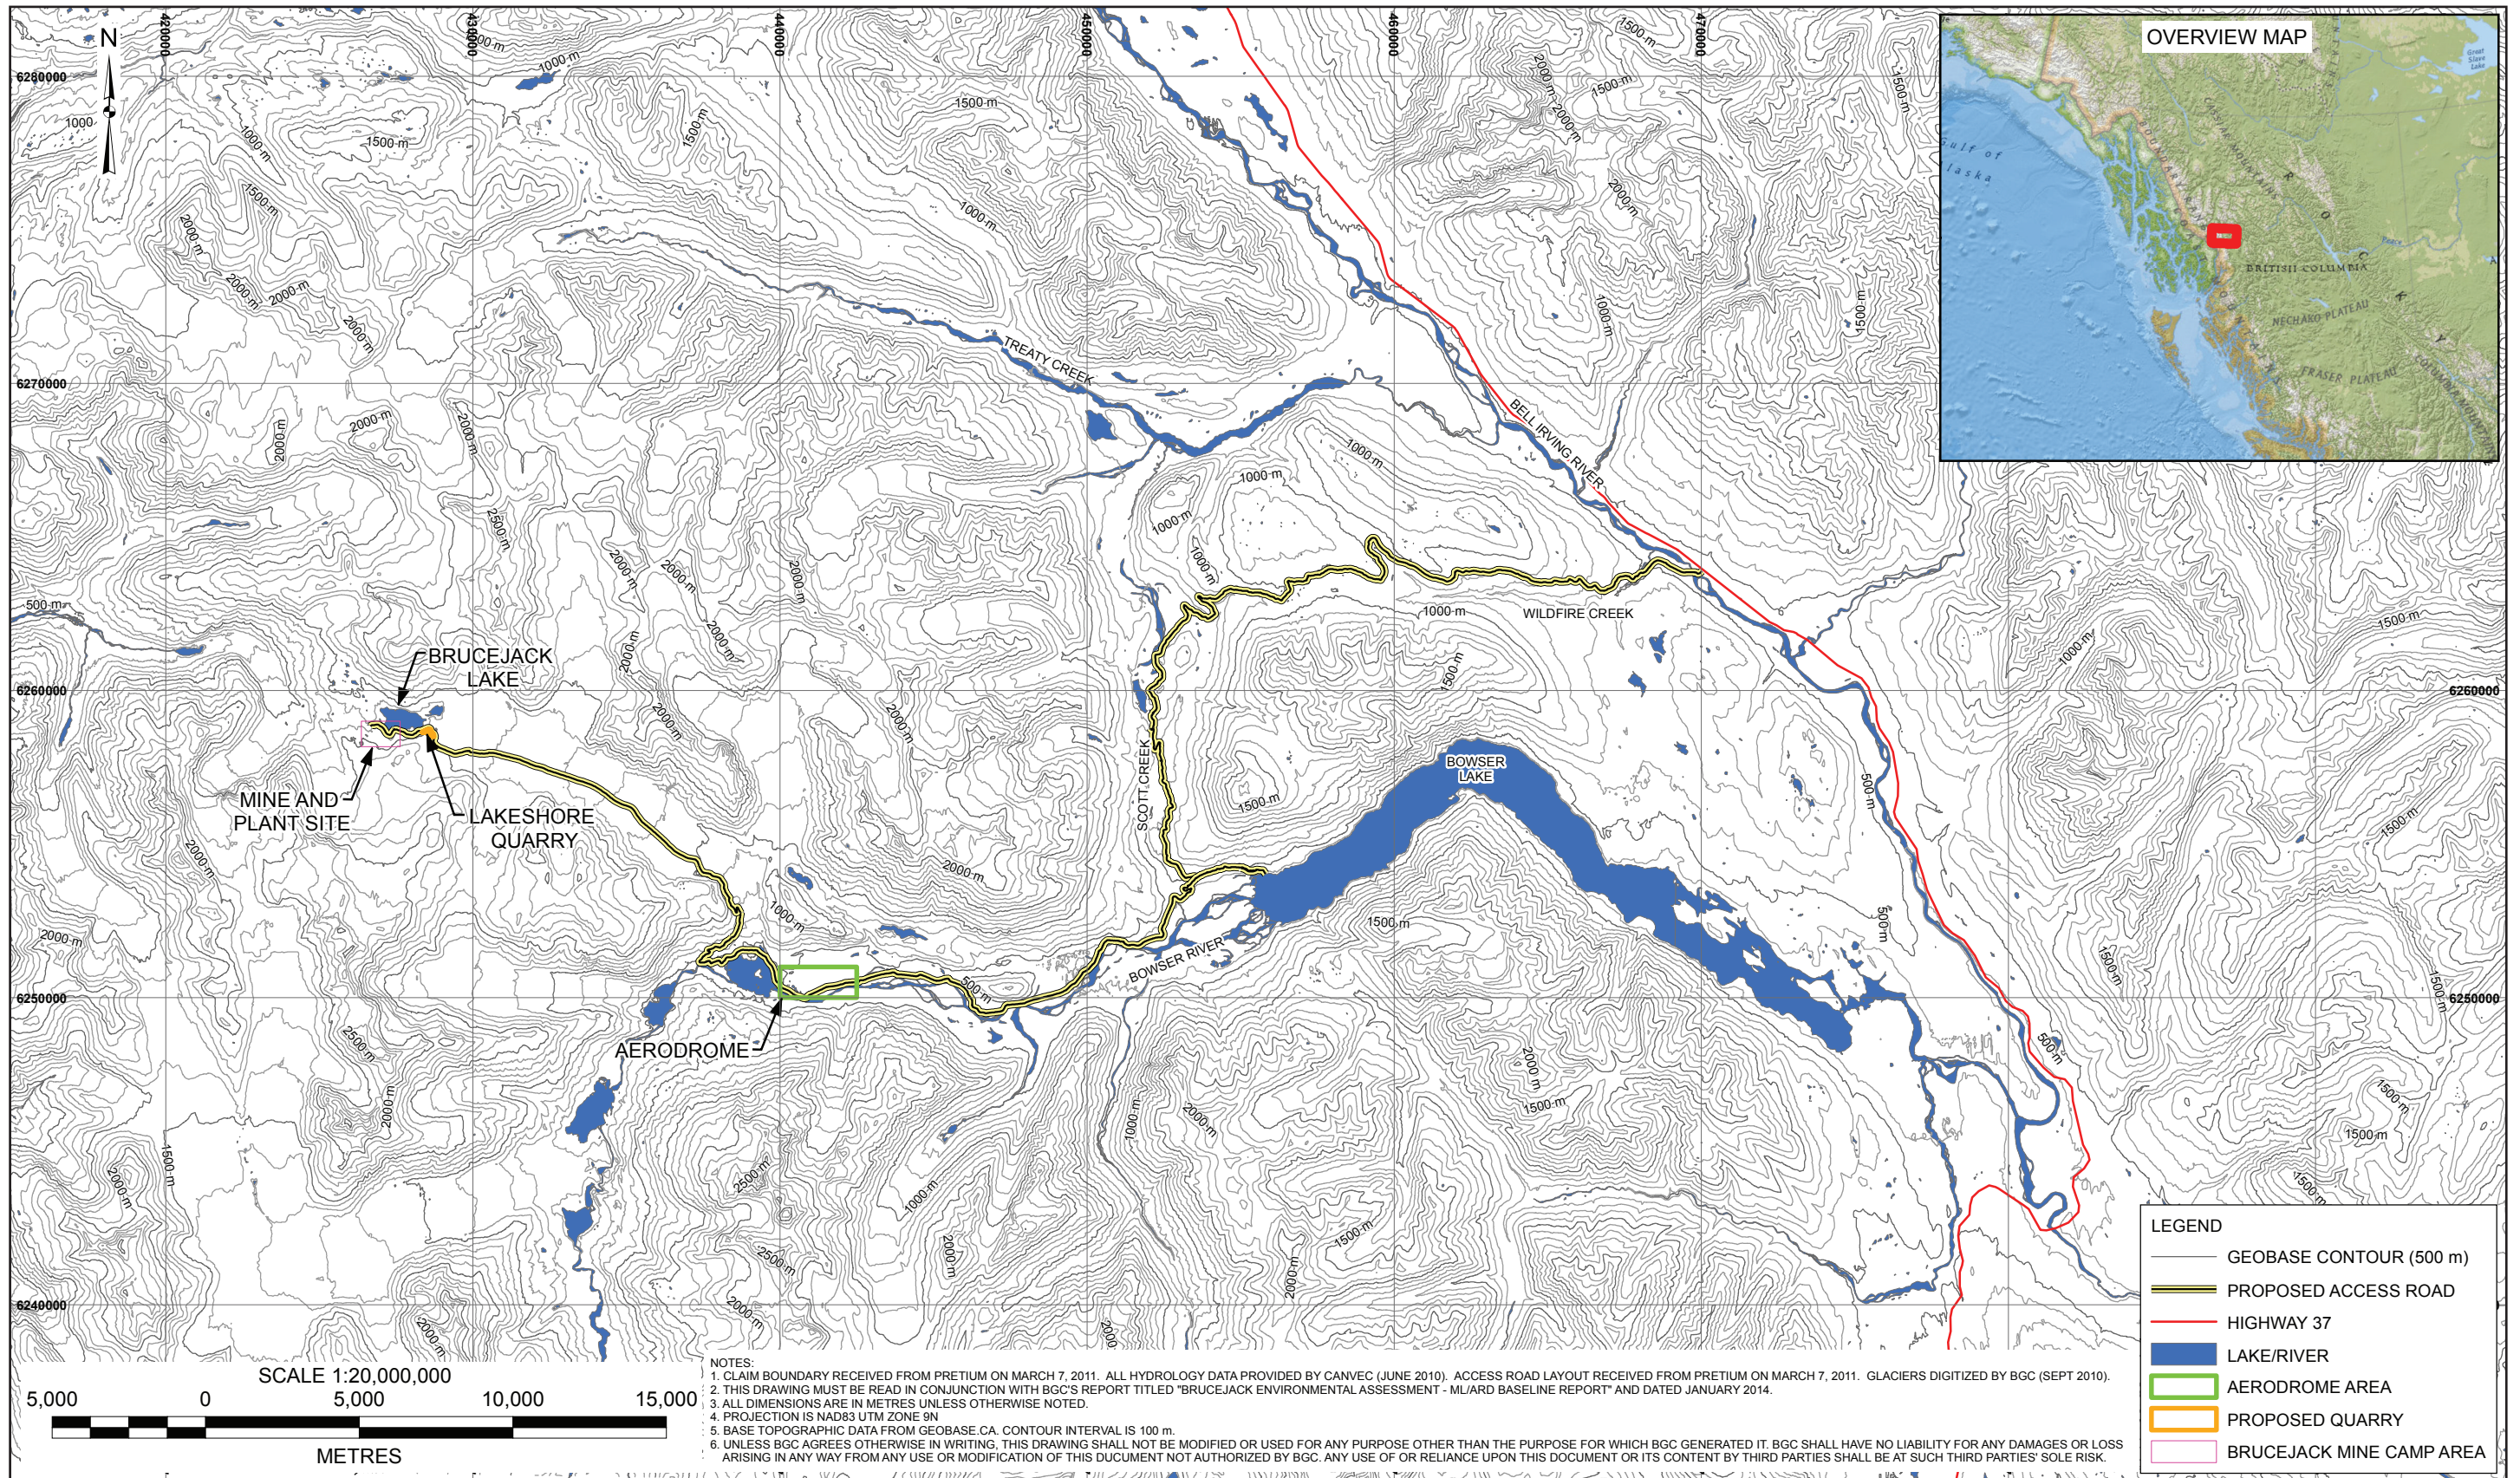 N
420000
430000
440000
450000
460000
470000
6280000
6270000
6260000
6250000
6240000
6260000
6250000
OVERVIEW MAP
Great
Slave
Lake
CASSIAR MOUNTAINS
BRITISH COLUMBIA
NECHAKO PLATEAU
FRASER PLATEAU
COLUMBIA MOUNTAINS
Peace
TREATY CREEK
BELL IRVING RIVER
WILDFIRE CREEK
SCOTT CREEK
BOWSER
LAKE
BOWSER RIVER
BRUCEJACK
LAKE
MINE AND
PLANT SITE
LAKESHORE
QUARRY
AERODROME
500 m
1000 m
1500 m
2000 m
2500 m
SCALE 1:20,000,000
5,000 0 5,000 10,000 15,000
METRES
NOTES:
1. CLAIM BOUNDARY RECEIVED FROM PRETIUM ON MARCH 7, 2011. ALL HYDROLOGY DATA PROVIDED BY CANVEC (JUNE 2010). ACCESS ROAD LAYOUT RECEIVED FROM PRETIUM ON MARCH 7, 2011. GLACIERS DIGITIZED BY BGC (SEPT 2010).
2. THIS DRAWING MUST BE READ IN CONJUNCTION WITH BGC'S REPORT TITLED "BRUCEJACK ENVIRONMENTAL ASSESSMENT - ML/ARD BASELINE REPORT" AND DATED JANUARY 2014.
3. ALL DIMENSIONS ARE IN METRES UNLESS OTHERWISE NOTED.
4. PROJECTION IS NAD83 UTM ZONE 9N
5. BASE TOPOGRAPHIC DATA FROM GEOBASE.CA. CONTOUR INTERVAL IS 100 m.
6. UNLESS BGC AGREES OTHERWISE IN WRITING, THIS DRAWING SHALL NOT BE MODIFIED OR USED FOR ANY PURPOSE OTHER THAN THE PURPOSE FOR WHICH BGC GENERATED IT. BGC SHALL HAVE NO LIABILITY FOR ANY DAMAGES OR LOSS
ARISING IN ANY WAY FROM ANY USE OR MODIFICATION OF THIS DUCUMENT NOT AUTHORIZED BY BGC. ANY USE OF OR RELIANCE UPON THIS DOCUMENT OR ITS CONTENT BY THIRD PARTIES SHALL BE AT SUCH THIRD PARTIES' SOLE RISK.
LEGEND
GEOBASE CONTOUR (500 m)
PROPOSED ACCESS ROAD
HIGHWAY 37
LAKE/RIVER
AERODROME AREA
PROPOSED QUARRY
BRUCEJACK MINE CAMP AREA